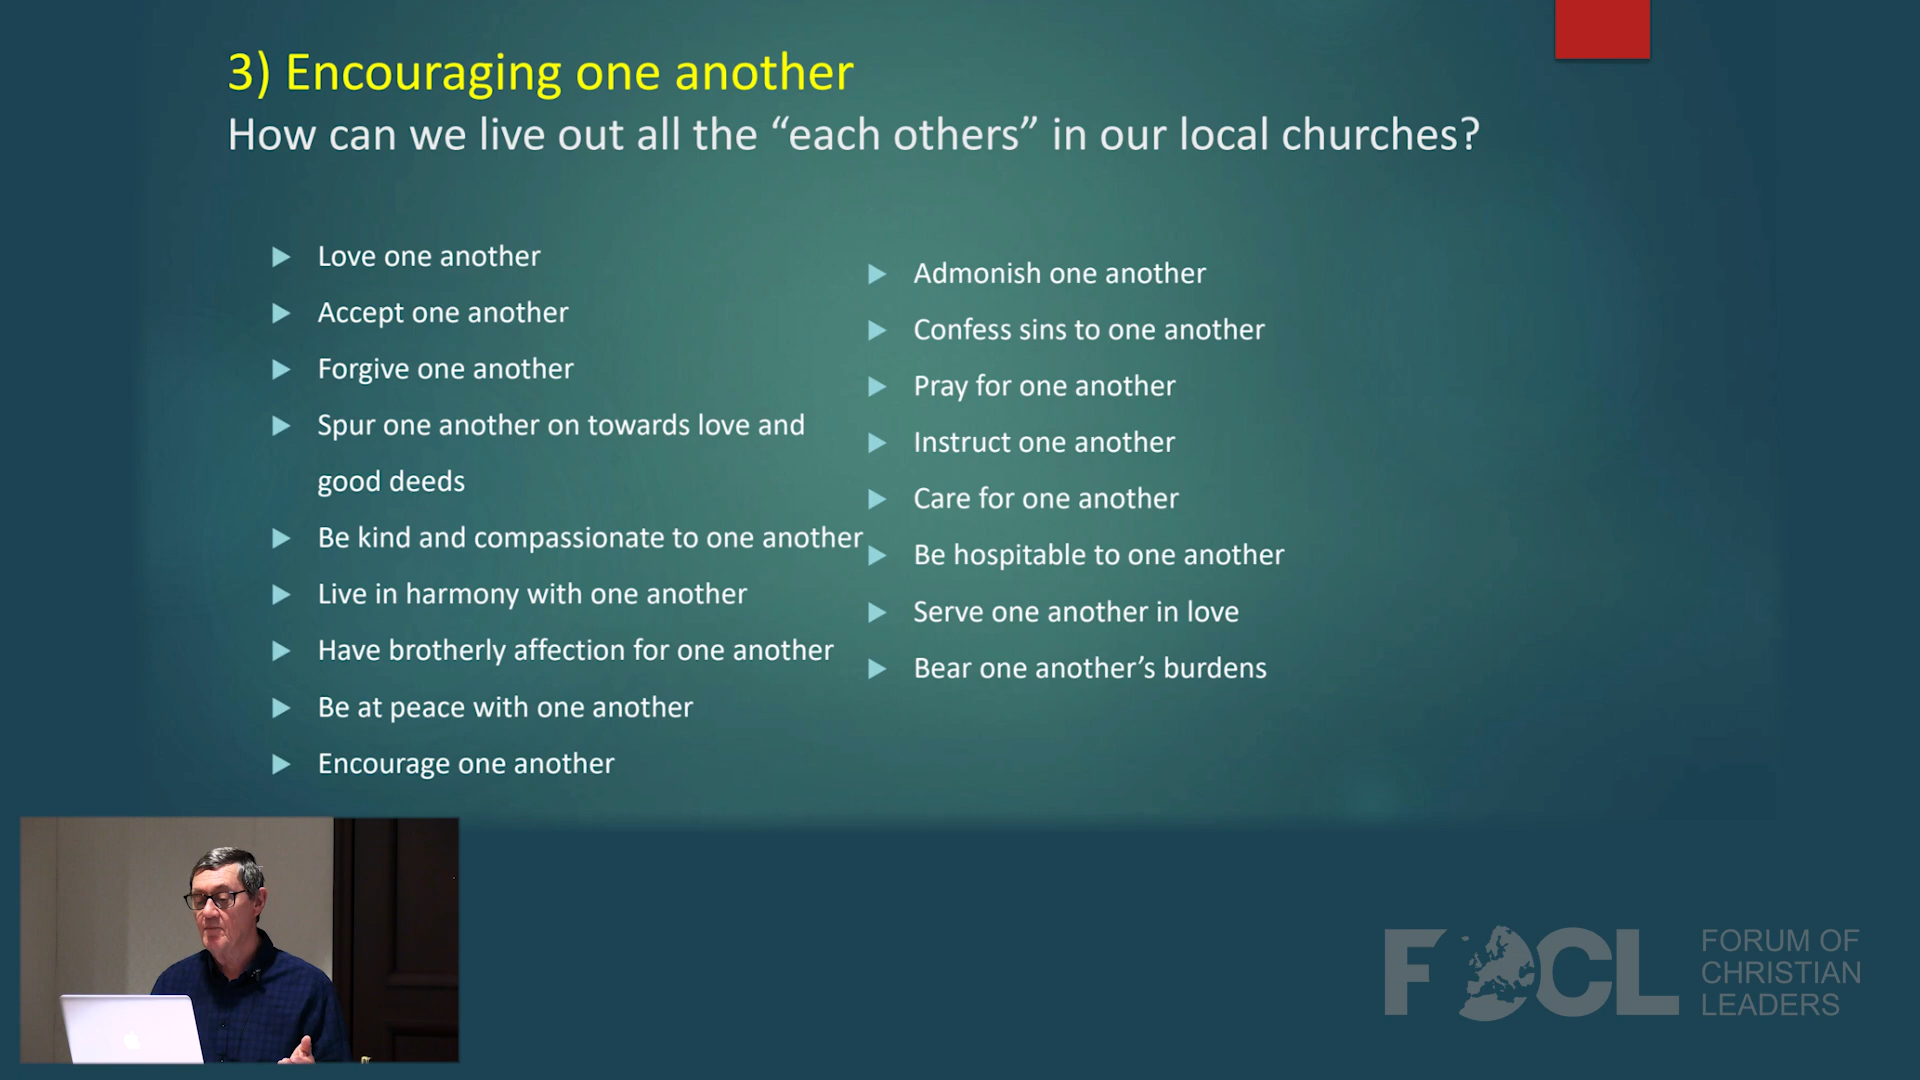 3) Encouraging one another
How can we live out all the “each others” in our local churches?
Love one another
Accept one another
Forgive one another
Spur one another on towards love and
good deeds
Be kind and compassionate to one another
Live in harmony with one another
Have brotherly affection for one another
Be at peace with one another
Encourage one another
Admonish one another
Confess sins to one another
Pray for one another
Instruct one another
Care for one another
Be hospitable to one another
Serve one another in love
Bear one another’s burdens
FOCL
FORUM OF
CHRISTIAN
LEADERS